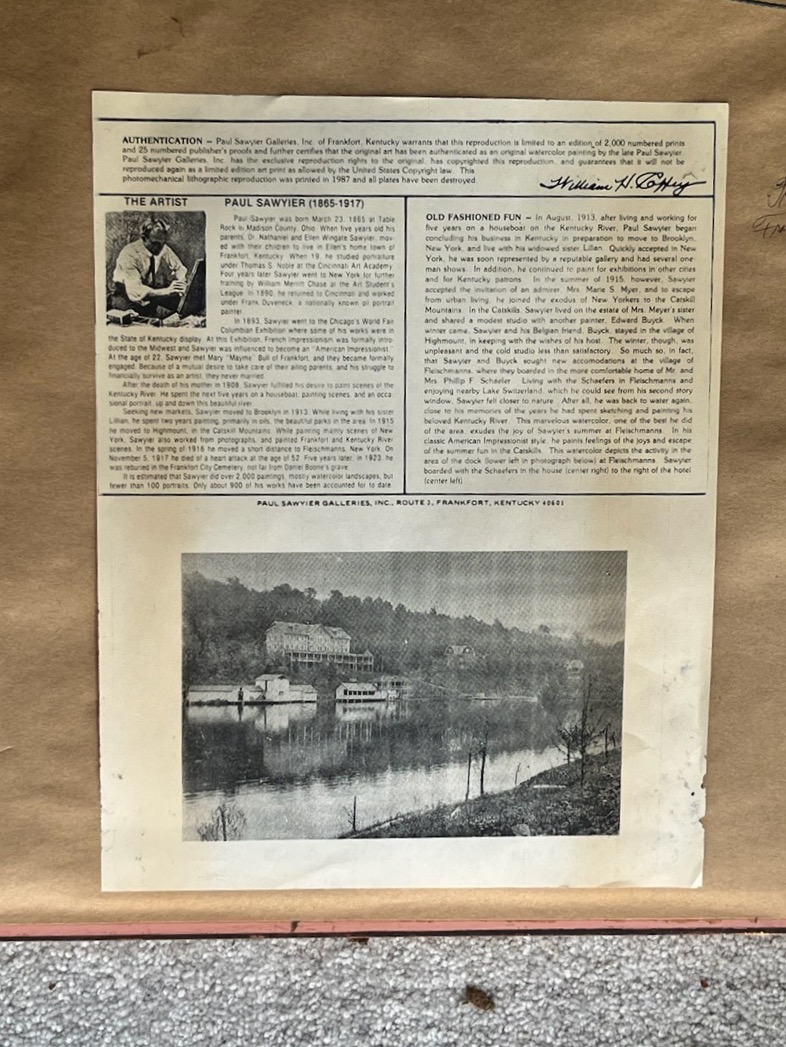 AUTHENTICATION — Paul Sawyier Galleries, Inc. of Frankfort, Kentucky warrants that this reproduction is limited to an edition of 2,000 numbered prints
and 25 numbered publisher's proofs and further certifies that the original art has been authenticated as an original watercolor painting by the late Paul Sawyier.
Paul Sawyier Galleries, Inc. has the exclusive reproduction rights to the original, has copyrighted this reproduction, and guarantees that it will not be
reproduced again as a limited edition art print as allowed by the United States Copyright law. This
photomechanical lithographic reproduction was printed in 1987 and all plates have been destroyed.
William H. Coffey
THE ARTIST
PAUL SAWYIER (1865-1917)
Paul Sawyier was born March 23, 1865 at Table
Rock in Madison County, Ohio. When five years old his
parents, Dr. Nathaniel and Ellen Wingate Sawyier, mov-
ed with their children to live in Ellen's home town of
Frankfort, Kentucky. When 19, he studied portraiture
under Thomas S. Noble at the Cincinnati Art Academy.
Four years later Sawyier went to New York for further
training by William Merritt Chase at the Art Student's
League. In 1890, he returned to Cincinnati and worked
under Frank Duveneck, a nationally known oil portrait
painter.
In 1893, Sawyier went to the Chicago's World Fair
Columbian Exhibition where some of his works were in
the State of Kentucky display. At this Exhibition, French Impressionism was formally intro-
duced to the Midwest and Sawyier was influenced to become an "American Impressionist."
At the age of 22, Sawyier met Mary "Mayme" Bull of Frankfort, and they became formally
engaged. Because of a mutual desire to take care of their ailing parents, and his struggle to
financially survive as an artist, they never married.
After the death of his mother in 1908, Sawyier fulfilled his desire to paint scenes of the
Kentucky River. He spent the next five years on a houseboat, painting scenes, and an occa-
sional portrait, up and down this beautiful river.
Seeking new markets, Sawyier moved to Brooklyn in 1913. While living with his sister
Lillian, he spent two years painting, primarily in oils, the beautiful parks in the area. In 1915
he moved to Highmount, in the Catskill Mountains. While painting mainly scenes of New
York, Sawyier also worked from photographs, and painted Frankfort and Kentucky River
scenes. In the spring of 1916 he moved a short distance to Fleischmanns, New York. On
November 5, 1917 he died of a heart attack at the age of 52. Five years later, in 1923, he
was reburied in the Frankfort City Cemetery, not far from Daniel Boone's grave.
It is estimated that Sawyier did over 2,000 paintings, mostly watercolor landscapes, but
fewer than 100 portraits. Only about 900 of his works have been accounted for to date.
OLD FASHIONED FUN — In August, 1913, after living and working for
five years on a houseboat on the Kentucky River, Paul Sawyier began
concluding his business in Kentucky in preparation to move to Brooklyn,
New York, and live with his widowed sister Lilian. Quickly accepted in New
York, he was soon represented by a reputable gallery and had several one-
man shows. In addition, he continued to paint for exhibitions in other cities
and for Kentucky patrons. In the summer of 1915, however, Sawyier
accepted the invitation of an admirer, Mrs. Marie S. Myer, and to escape
from urban living, he joined the exodus of New Yorkers to the Catskill
Mountains. In the Catskills, Sawyier lived on the estate of Mrs. Meyer's sister
and shared a modest studio with another painter, Edward Buyck. When
winter came, Sawyier and his Belgian friend, Buyck, stayed in the village of
Highmount, in keeping with the wishes of his host. The winter, though, was
unpleasant and the cold studio less than satisfactory. So much so, in fact,
that Sawyier and Buyck sought new accomodations at the village of
Fleischmanns, where they boarded in the more comfortable home of Mr. and
Mrs. Phillip F. Schaefer. Living with the Schaefers in Fleischmanns and
enjoying nearby Lake Switzerland, which he could see from his second story
window, Sawyier felt closer to nature. After all, he was back to water again,
close to his memories of the years he had spent sketching and painting his
beloved Kentucky River. This marvelous watercolor, one of the best he did
of the area, exudes the joy of Sawyier's summer at Fleischmanns. In his
classic American Impressionist style, he paints feelings of the joys and escape
of the summer fun in the Catskills. This watercolor depicts the activity in the
area of the dock (lower left in photograph below) at Fleischmanns. Sawyier
boarded with the Schaefers in the house (center right) to the right of the hotel
(center left).
PAUL SAWYIER GALLERIES, INC., ROUTE 3, FRANKFORT, KENTUCKY 40601